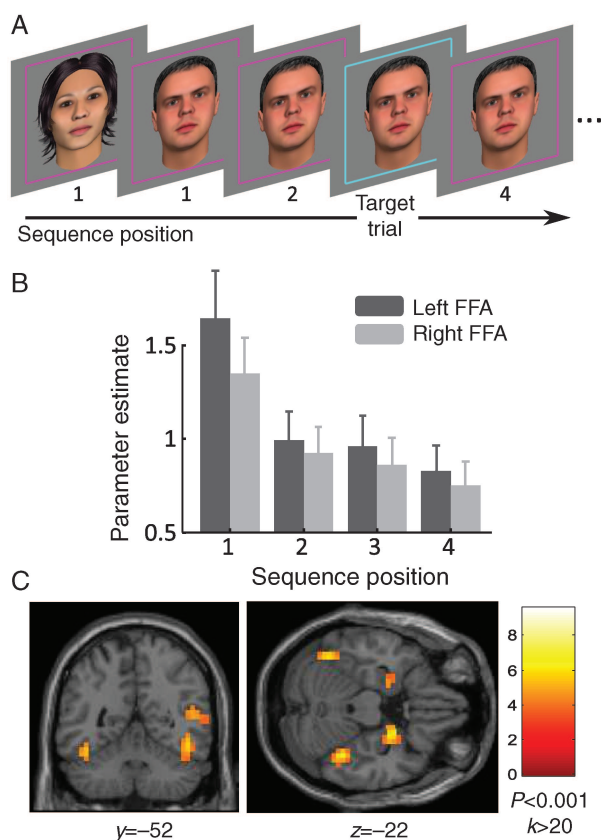 A
1 1 2 Target trial 4 ...
Sequence position
B
Left FFA
Right FFA
Parameter estimate
1.5
1
0.5
1 2 3 4
Sequence position
C
8
6
4
2
0
P<0.001
k>20
y=−52 z=−22